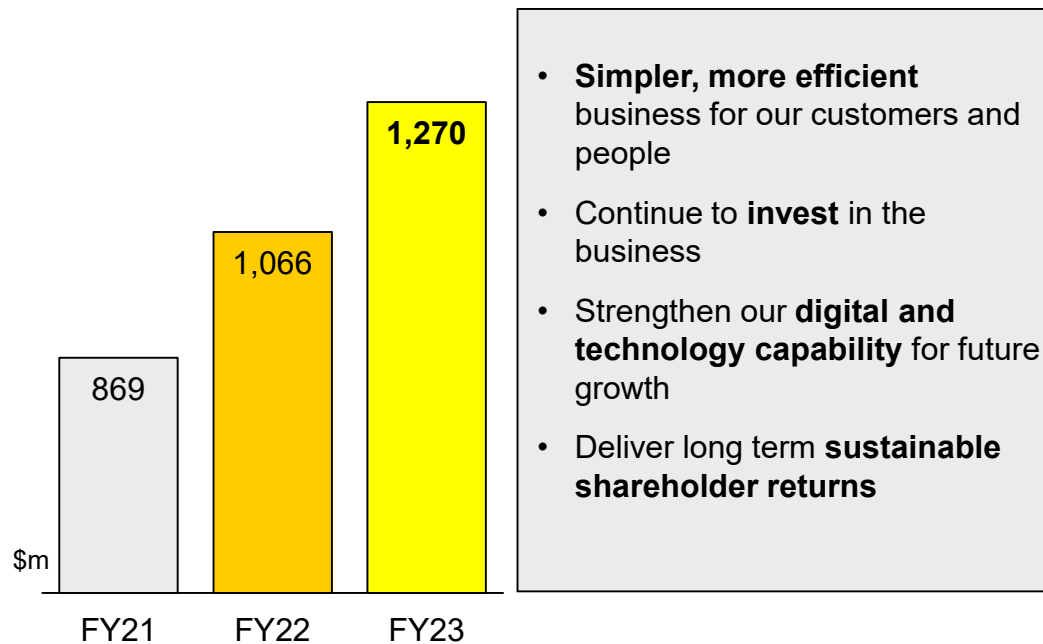 1,270
1,066
869
$m
FY21 FY22 FY23
• Simpler, more efficient
business for our customers and
people
• Continue to invest in the
business
• Strengthen our digital and
technology capability for future
growth
• Deliver long term sustainable
shareholder returns